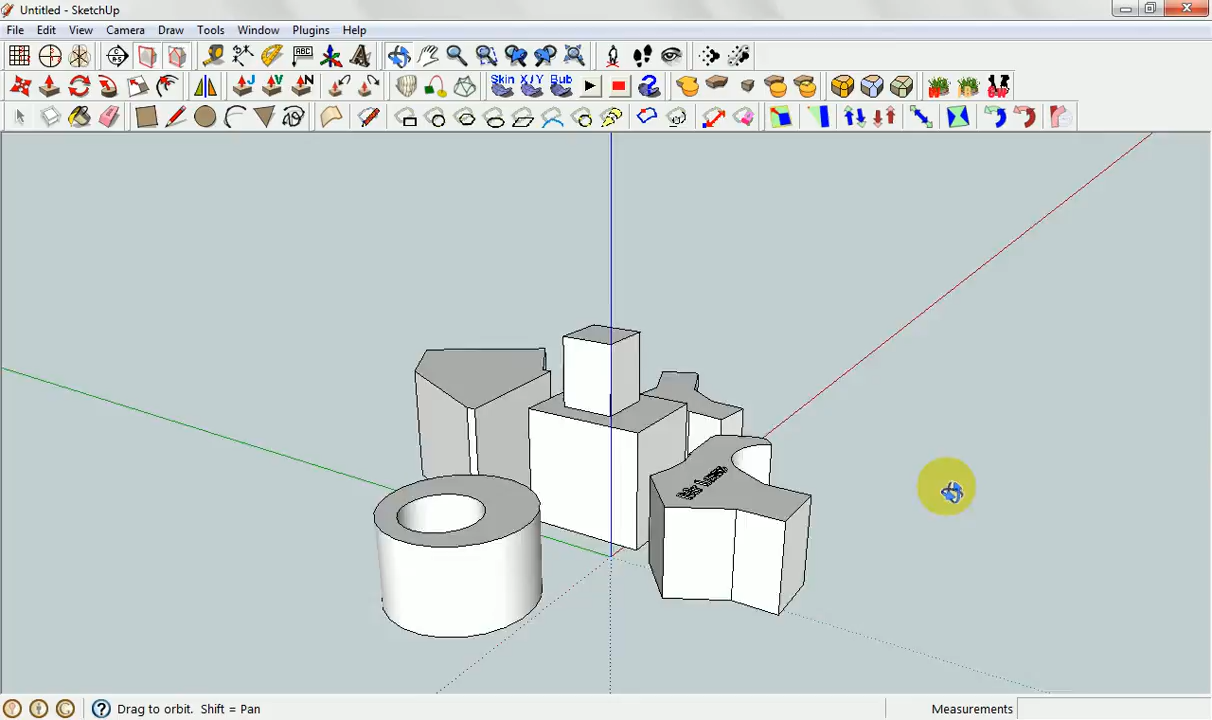 Untitled - SketchUp
File Edit View Camera Draw Tools Window Plugins Help
ABC
Skin X/Y Bub
J V N
Drag to orbit. Shift = Pan
Measurements